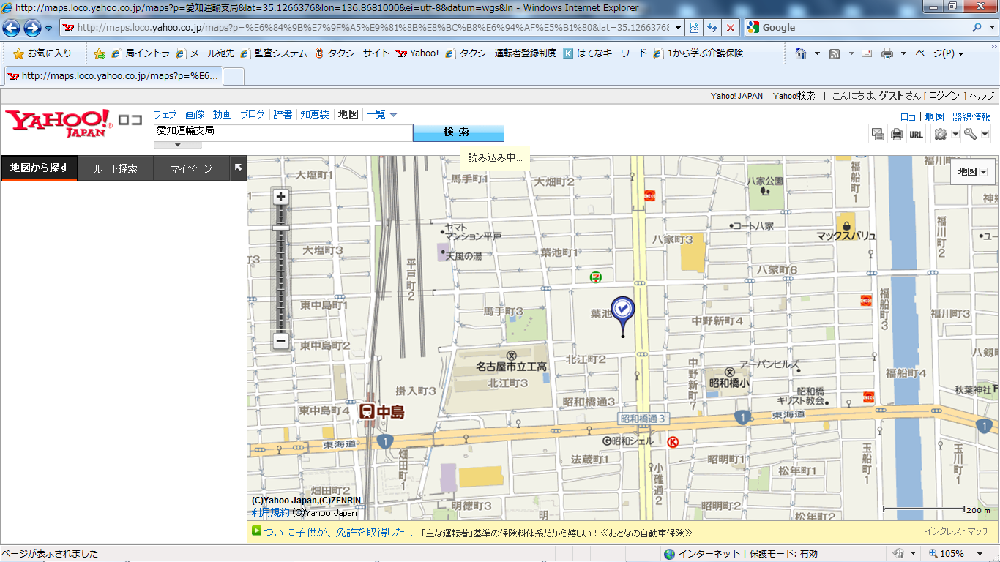 http://maps.loco.yahoo.co.jp/maps?p=愛知運輸支局&lat=35.1266376&lon=136.8681000&ei=utf-8&datum=wgs&ln - Windows Internet Explorer
http://maps.loco.yahoo.co.jp/maps?p=%E6%84%9B%E7%9F%A5%E9%81%8B%E8%BC%B8%E6%94%AF%E5%B1%80&lat=35.12663768
Google
お気に入り 局イントラ メール宛先 監査システム タクシーサイト Yahoo! タクシー運転者登録制度 はてなキーワード 1から学ぶ介護保険 ページ(P)
http://maps.loco.yahoo.co.jp/maps?p=%E6...
Yahoo! JAPAN - Yahoo!検索 | こんにちは、ゲストさん [ ログイン ] ヘルプ
YAHOO! JAPAN ロコ
ウェブ 画像 動画 ブログ 辞書 知恵袋 地図 一覧
ロコ 地図 路線情報
愛知運輸支局
検 索
URL
読み込み中...
地図から探す ルート探索 マイページ
地図
大塩町1
馬手町1
大畑町2
八家公園
福船町1
福川町1
神
ヤマト
マンション平戸
コート八家
マックスバリュ
福川町2
ユー
大塩町3
町3
天風の湯
葉池町1
八家町3
平戸町2
八家町6
東中島町1
馬手町3
葉池
中野新町4
福船町3
福川町3
東中島町2
名古屋市立工高
北江町2
北江町3
アーバンヒルズ
中野新町7
昭和橋小
八剱町
福船町4
掛入町3
昭和橋
キリスト教会
秋葉神社
東中島町4
中島
昭和橋通3
昭和橋通3
1
東海道
1
東海道
1
昭和シェル
K
畑田町1
法蔵町1
昭明町1
松年町1
玉船町1
玉川町1
小碓通2
畑田町2
明徳町3
明
昭明町2
松年町2
(C)Yahoo Japan,(C)ZENRIN
利用規約 (C)Yahoo Japan
200 m
ついに子供が、免許を取得した！ 「主な運転者」基準の保険料体系だから嬉しい！≪おとなの自動車保険≫
インタレストマッチ
ページが表示されました
インターネット | 保護モード: 有効
105%